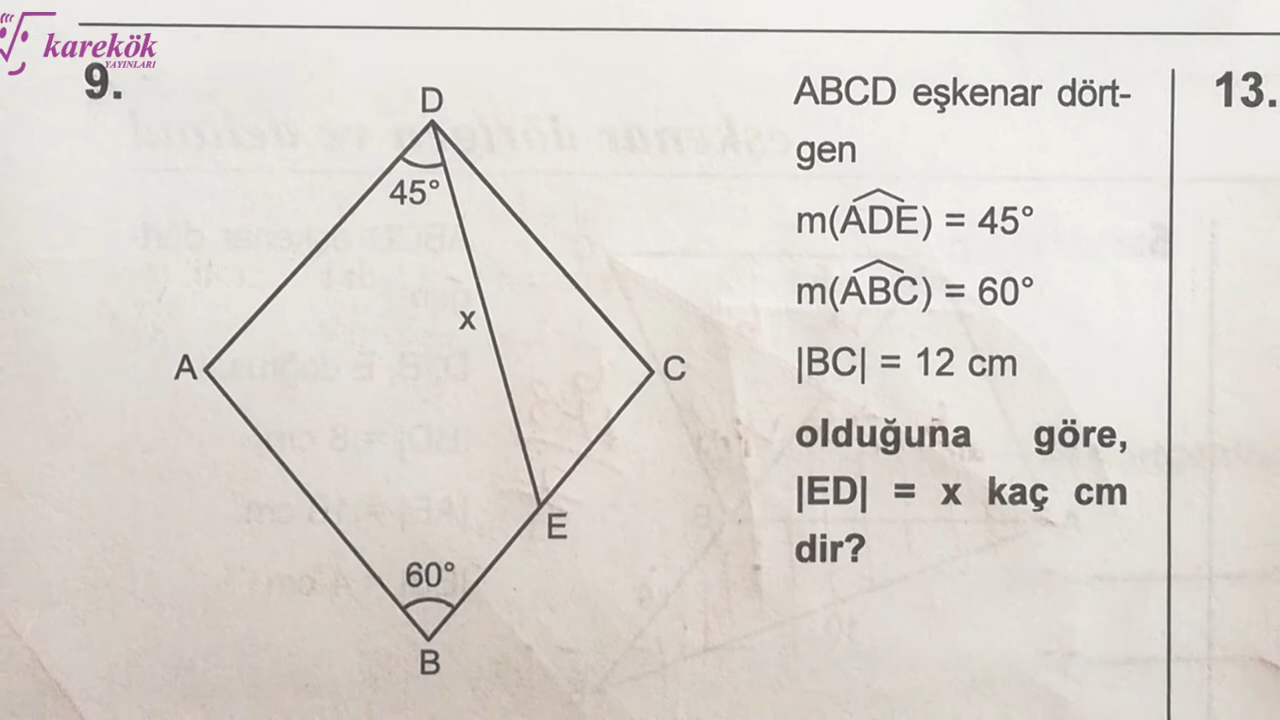 karekök
YAYINLARI
9.
ABCD eşkenar dört-
gen
m(ADE) = 45°
m(ABC) = 60°
|BC| = 12 cm
olduğuna göre,
|ED| = x kaç cm
dir?
13.
D
45°
x
A
C
E
60°
B